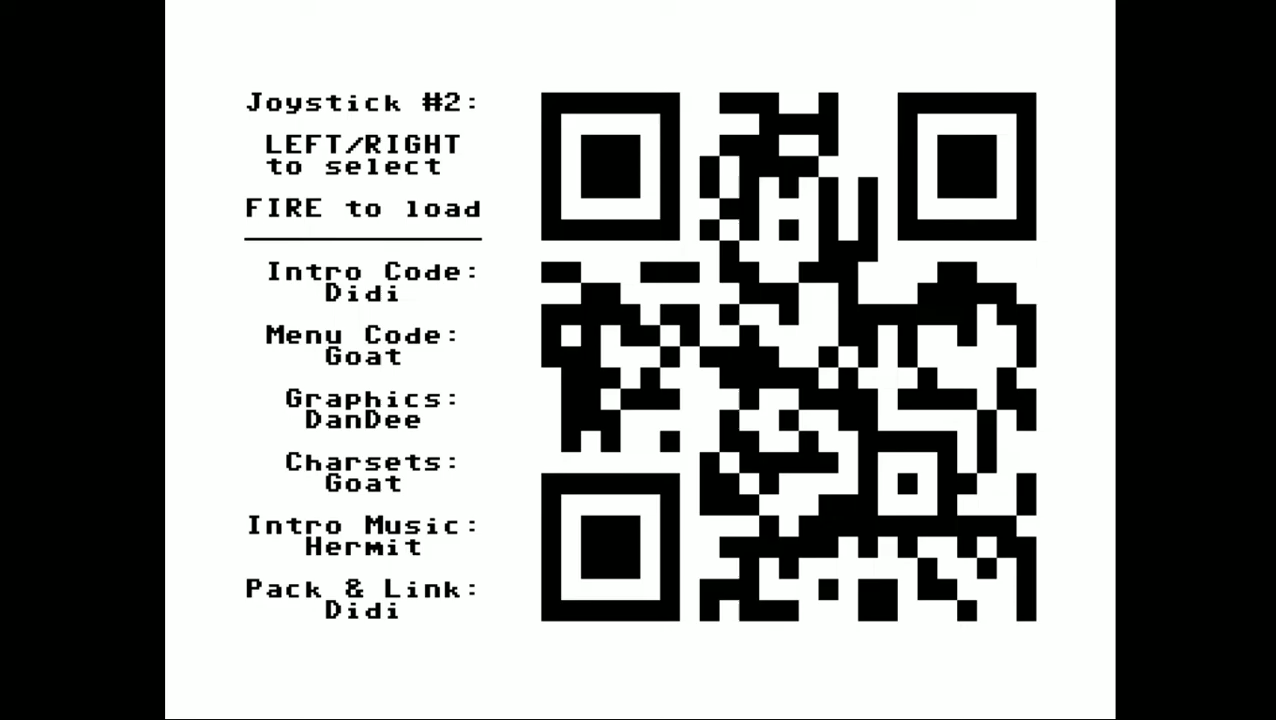 Joystick #2:
LEFT/RIGHT
to select
FIRE to load
Intro Code:
Didi
Menu Code:
Goat
Graphics:
DanDee
Charsets:
Goat
Intro Music:
Hermit
Pack & Link:
Didi